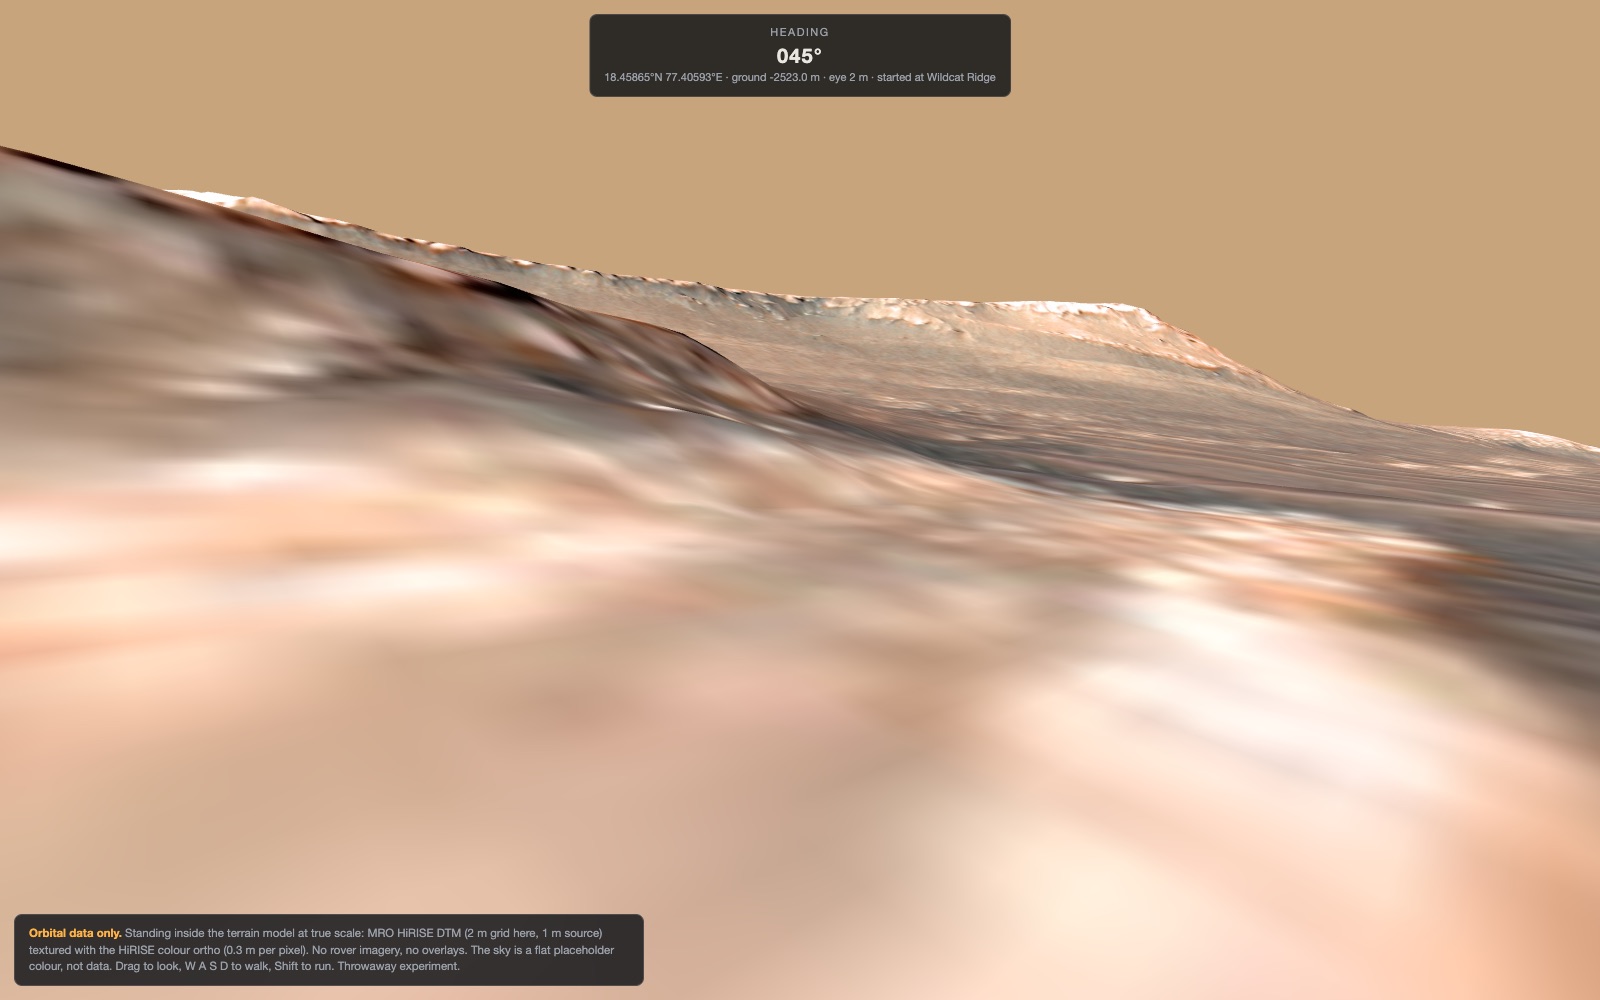 HEADING
045°
18.45865°N 77.40593°E · ground -2523.0 m · eye 2 m · started at Wildcat Ridge
Orbital data only. Standing inside the terrain model at true scale: MRO HiRISE DTM (2 m grid here, 1 m source)
textured with the HiRISE colour ortho (0.3 m per pixel). No rover imagery, no overlays. The sky is a flat placeholder
colour, not data. Drag to look, W A S D to walk, Shift to run. Throwaway experiment.